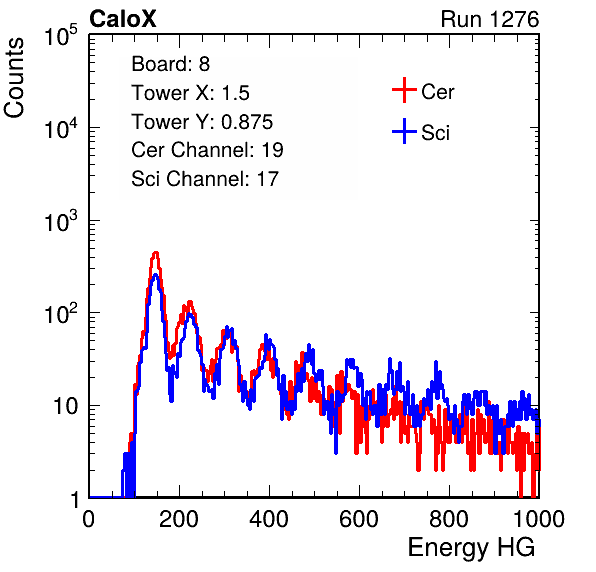 CaloX Run 1276
Counts
Board: 8
Tower X: 1.5
Tower Y: 0.875
Cer Channel: 19
Sci Channel: 17
Cer
Sci
10^5
10^4
10^3
10^2
10
1
0 200 400 600 800 1000
Energy HG